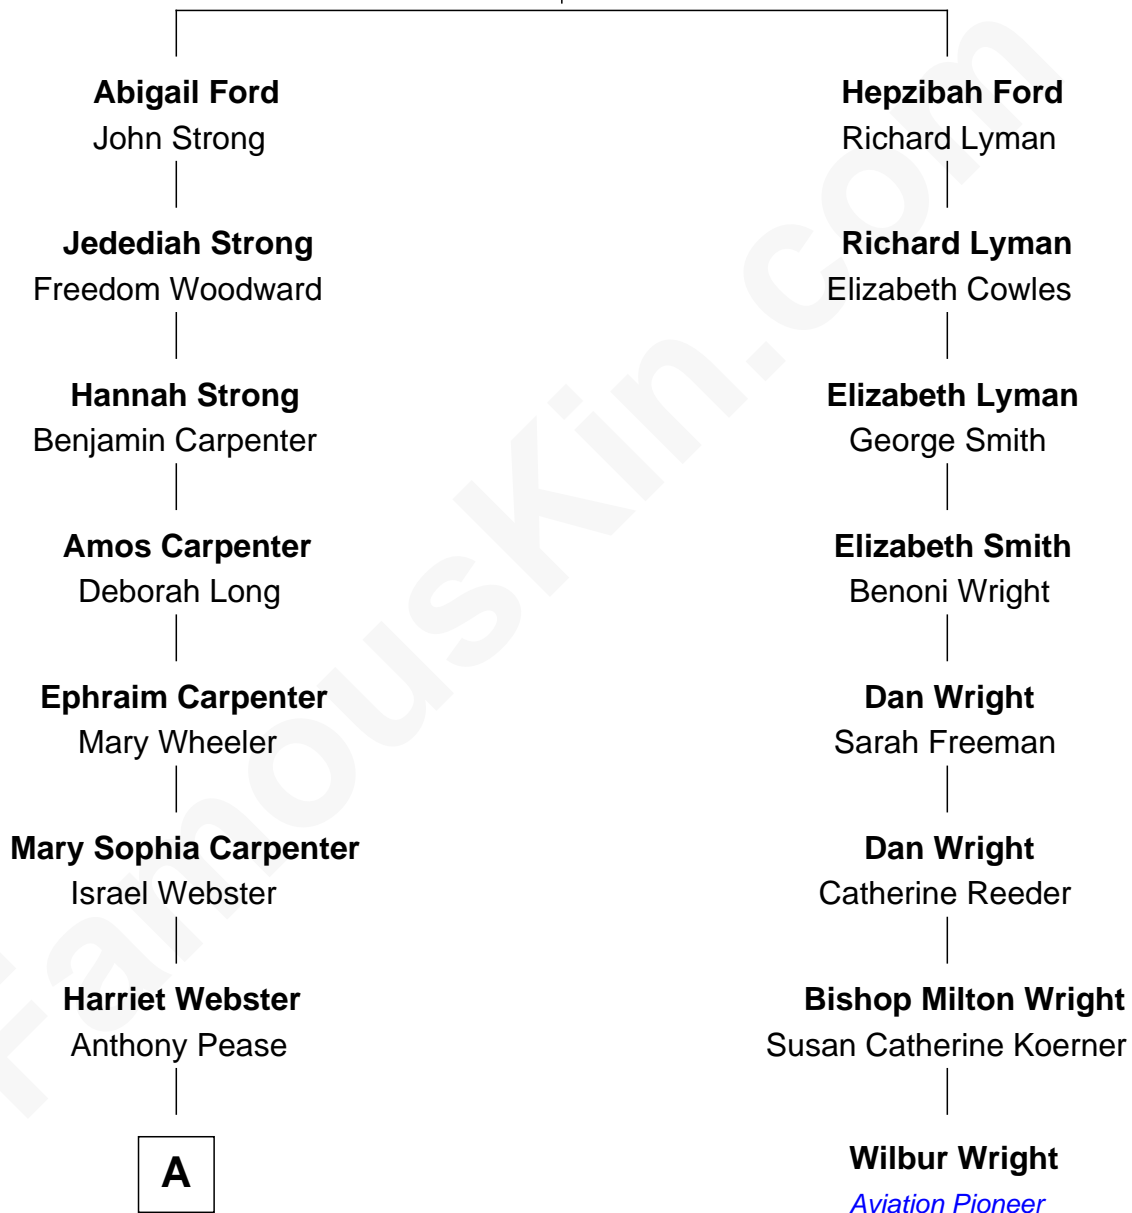 Abigail Ford
John Strong
Hepzibah Ford
Richard Lyman
Jedediah Strong
Freedom Woodward
Richard Lyman
Elizabeth Cowles
Hannah Strong
Benjamin Carpenter
Elizabeth Lyman
George Smith
Amos Carpenter
Deborah Long
Elizabeth Smith
Benoni Wright
Ephraim Carpenter
Mary Wheeler
Dan Wright
Sarah Freeman
Mary Sophia Carpenter
Israel Webster
Dan Wright
Catherine Reeder
Harriet Webster
Anthony Pease
Bishop Milton Wright
Susan Catherine Koerner
A
Wilbur Wright
Aviation Pioneer
FamousKin.com